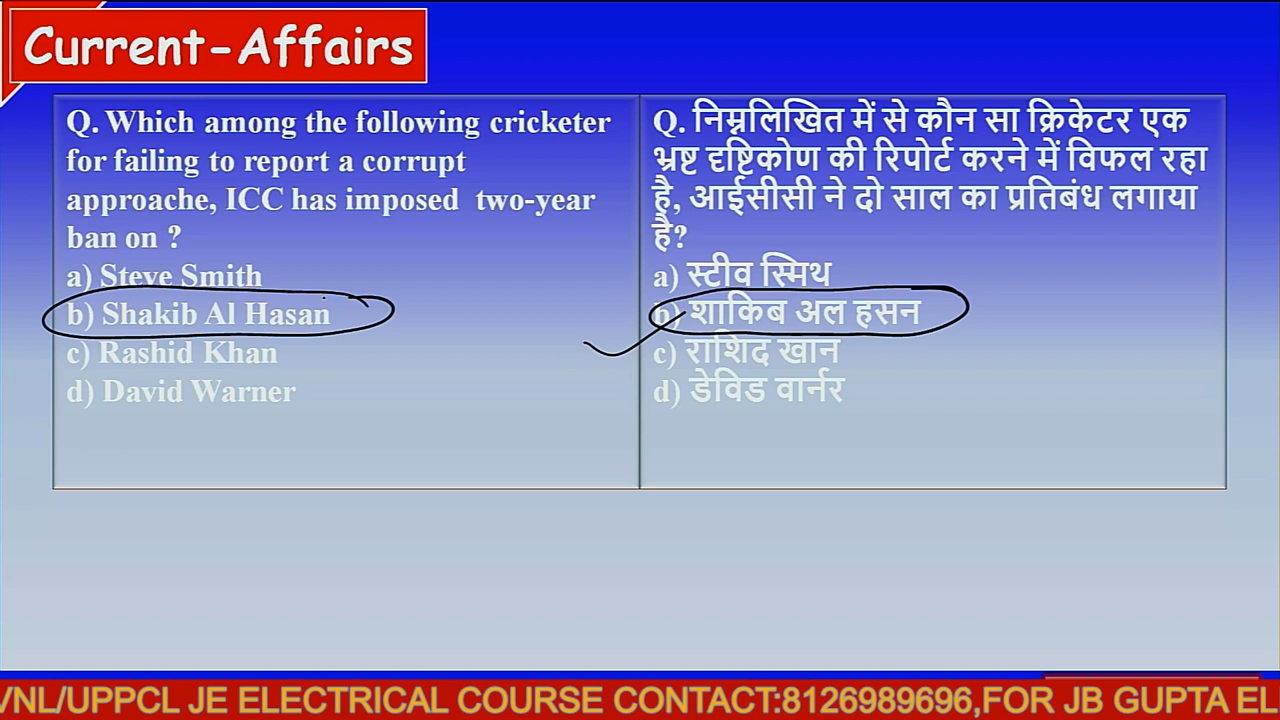 Current-Affairs
Q. Which among the following cricketer
for failing to report a corrupt
approache, ICC has imposed two-year
ban on ?
a) Steve Smith
b) Shakib Al Hasan
c) Rashid Khan
d) David Warner
Q. निम्नलिखित में से कौन सा क्रिकेटर एक
भ्रष्ट दृष्टिकोण की रिपोर्ट करने में विफल रहा
है, आईसीसी ने दो साल का प्रतिबंध लगाया
है?
a) स्टीव स्मिथ
b) शाकिब अल हसन
c) राशिद खान
d) डेविड वार्नर
VNL/UPPCL JE ELECTRICAL COURSE CONTACT:8126989696,FOR JB GUPTA EL